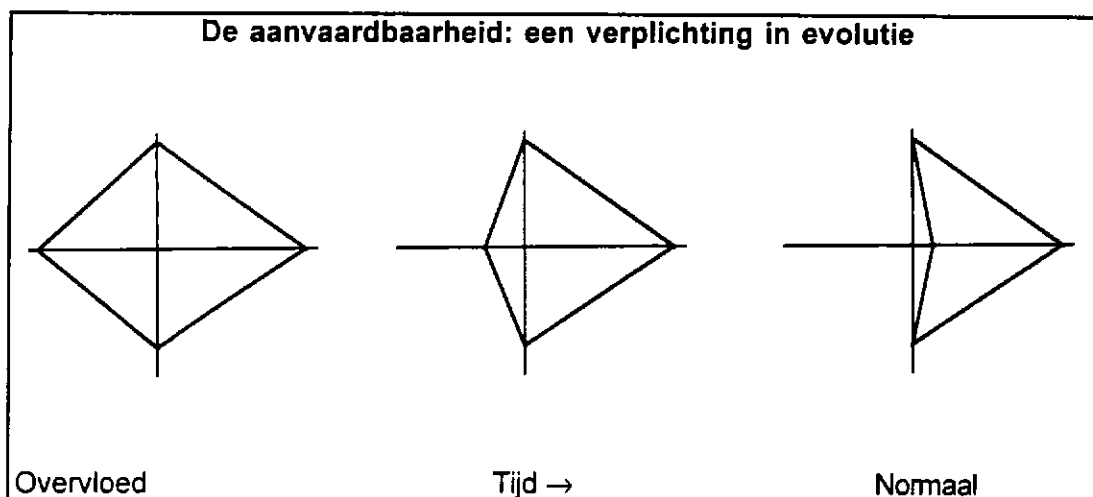 De aanvaardbaarheid: een verplichting in evolutie
Overvloed
Tijd →
Normaal